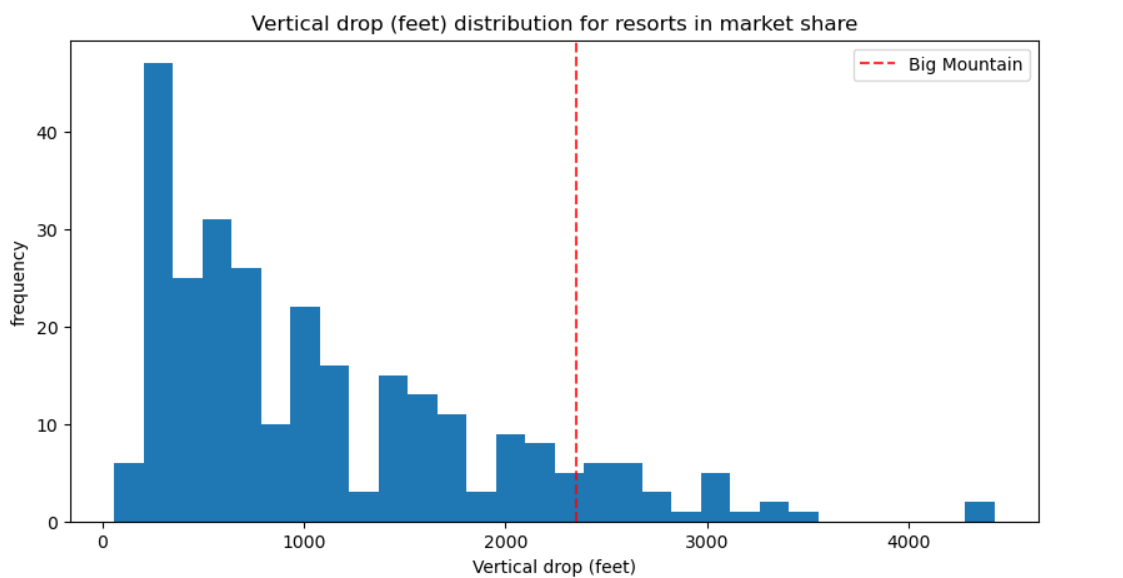 Vertical drop (feet) distribution for resorts in market share
Big Mountain
frequency
40
30
20
10
0
0 1000 2000 3000 4000
Vertical drop (feet)